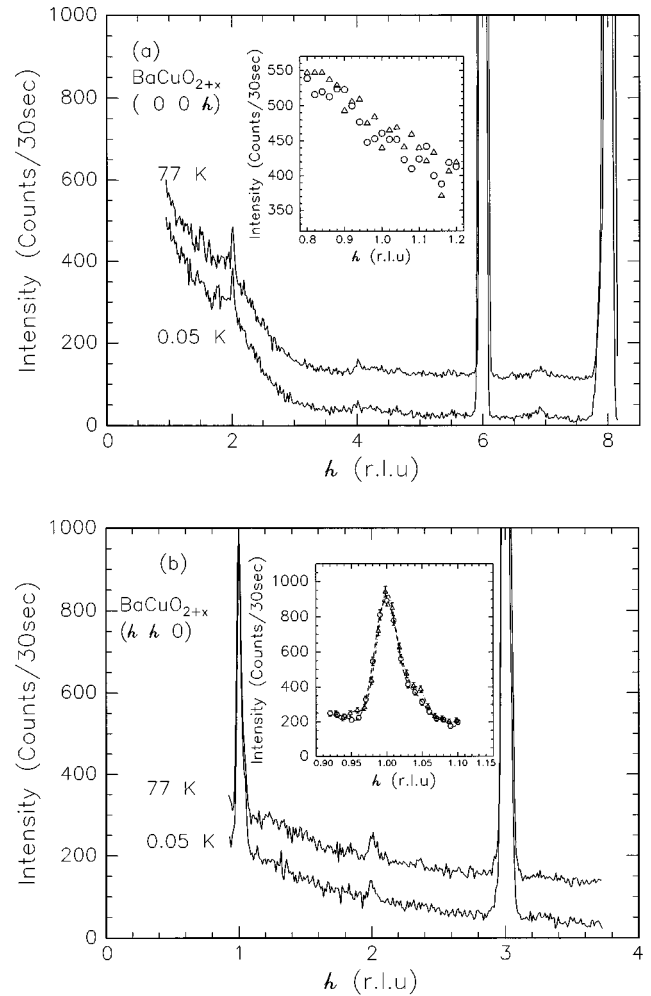 1000
(a)
BaCuO2+x
( 0 0 h )
800
600
400
200
0
Intensity (Counts/30sec)
77 K
0.05 K
550
500
450
400
350
Intensity (Counts/30sec)
0.8 0.9 1.0 1.1 1.2
h (r.l.u)
0 2 4 6 8
h (r.l.u)
1000
(b)
BaCuO2+x
(h h 0)
800
600
400
200
0
Intensity (Counts/30sec)
77 K
0.05 K
1000
800
600
400
200
0
Intensity (Counts/30sec)
0.90 0.95 1.00 1.05 1.10 1.15
h (r.l.u)
0 1 2 3 4
h (r.l.u)